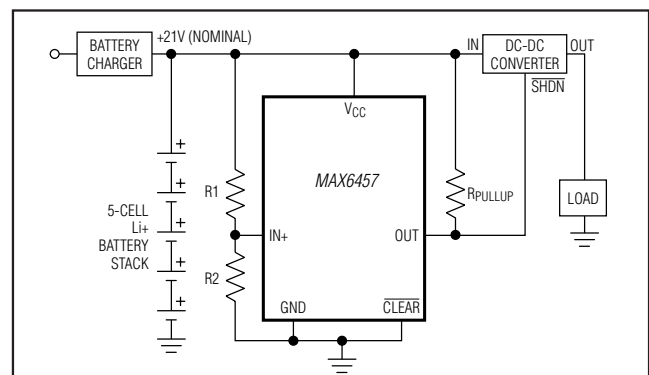 BATTERY
CHARGER
+21V (NOMINAL)
IN
DC-DC
CONVERTER
OUT
SHDN
VCC
MAX6457
R1
RPULLUP
LOAD
5-CELL
Li+
BATTERY
STACK
+
+
+
+
+
IN+
OUT
R2
GND
CLEAR